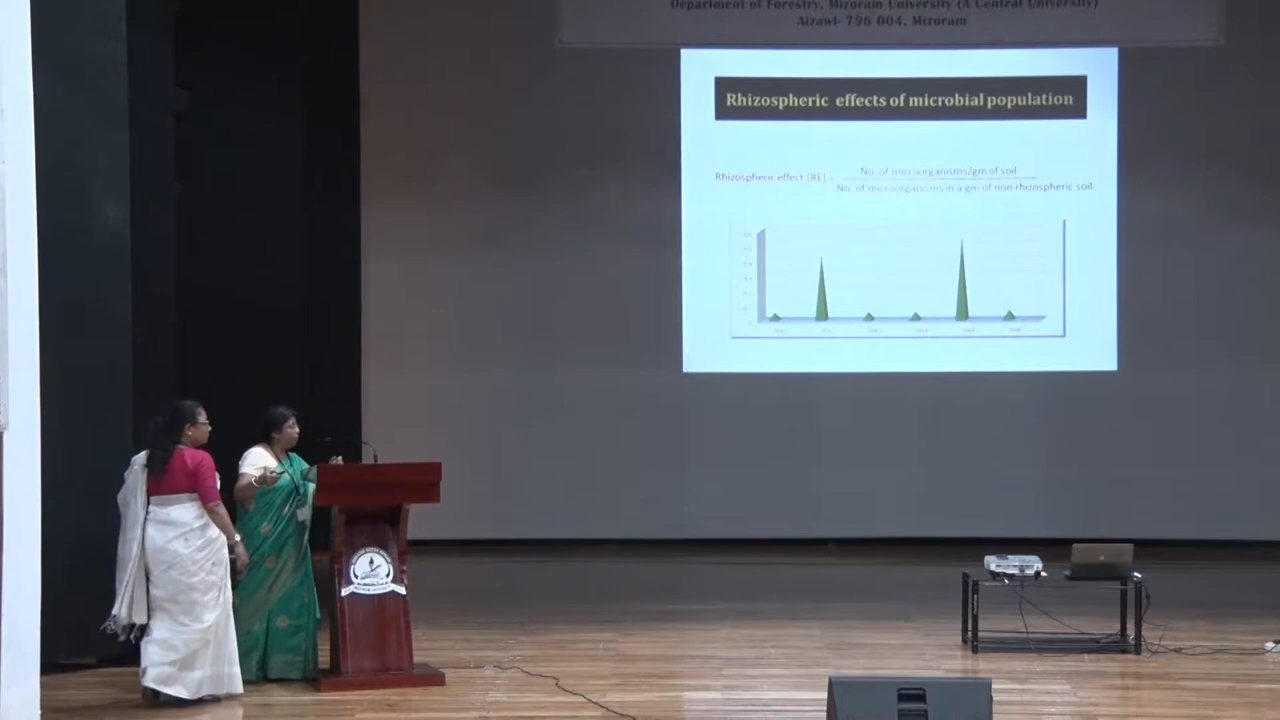 Department of Forestry, Mizoram University (A Central University)
Aizawl- 796 004, Mizoram
Rhizospheric effects of microbial population
Rhizospheric effect [RE] =
No. of microorganisms/gm of soil
No. of microorganisms in a gm of non rhizospheric soil.